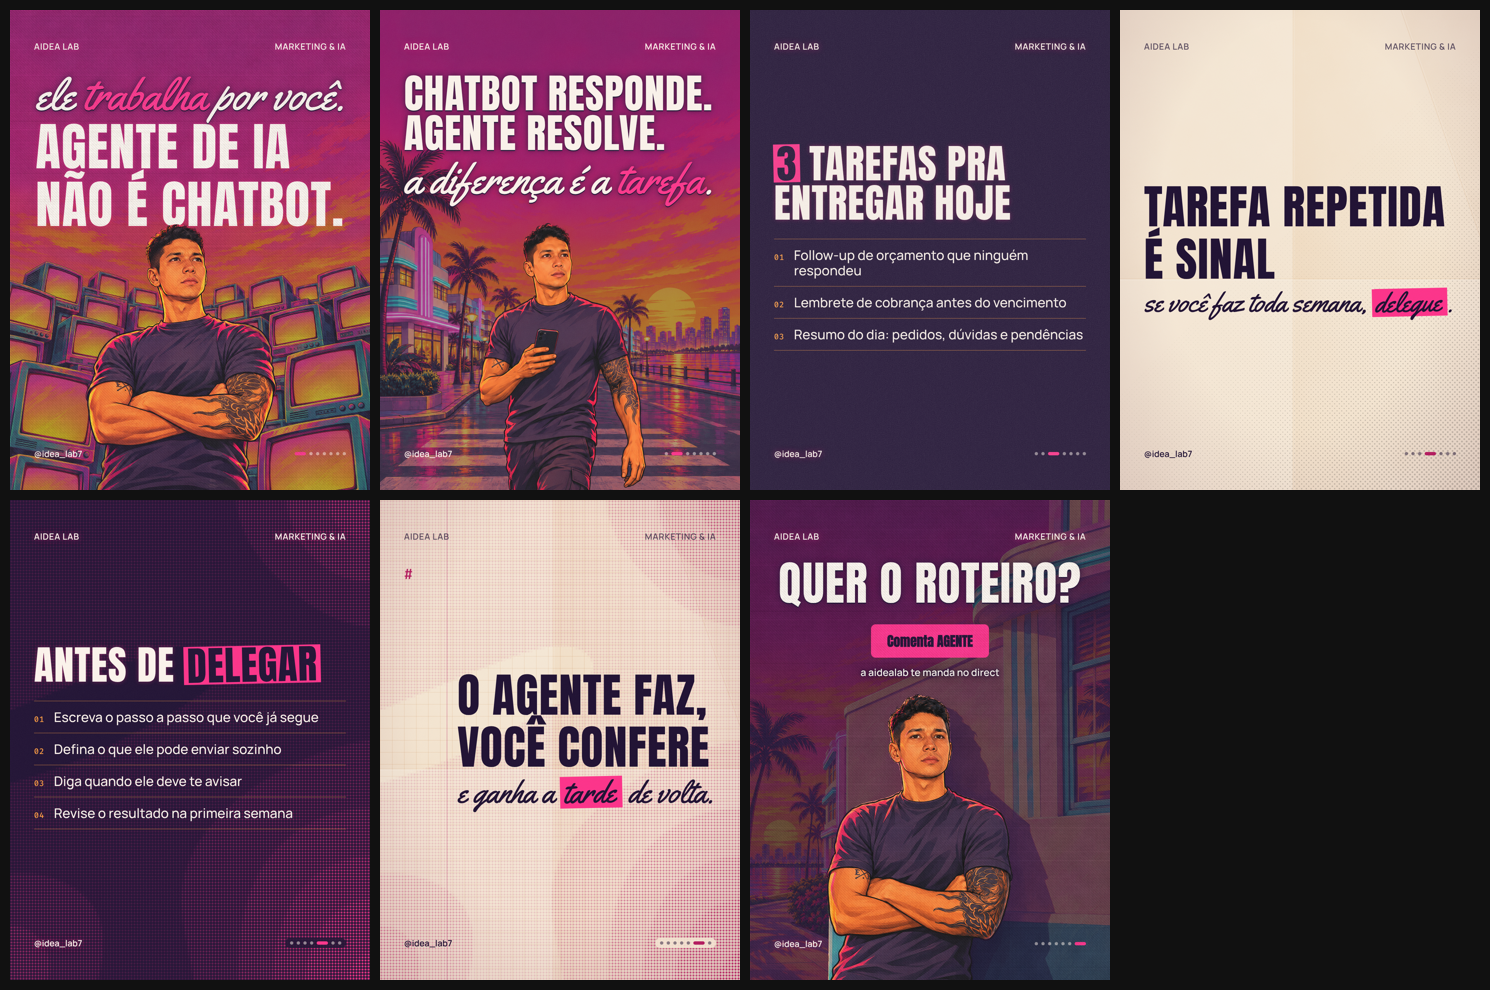 AIDEA LAB
MARKETING & IA
ele trabalha por você.
AGENTE DE IA
NÃO É CHATBOT.
@idea_lab7
AIDEA LAB
MARKETING & IA
CHATBOT RESPONDE.
AGENTE RESOLVE.
a diferença é a tarefa.
@idea_lab7
AIDEA LAB
MARKETING & IA
3 TAREFAS PRA
ENTREGAR HOJE
01 Follow-up de orçamento que ninguém
respondeu
02 Lembrete de cobrança antes do vencimento
03 Resumo do dia: pedidos, dúvidas e pendências
@idea_lab7
AIDEA LAB
MARKETING & IA
TAREFA REPETIDA
É SINAL
se você faz toda semana, delegue.
@idea_lab7
AIDEA LAB
MARKETING & IA
ANTES DE DELEGAR
01 Escreva o passo a passo que você já segue
02 Defina o que ele pode enviar sozinho
03 Diga quando ele deve te avisar
04 Revise o resultado na primeira semana
@idea_lab7
AIDEA LAB
MARKETING & IA
#
O AGENTE FAZ,
VOCÊ CONFERE
e ganha a tarde de volta.
@idea_lab7
AIDEA LAB
MARKETING & IA
QUER O ROTEIRO?
Comenta AGENTE
a aidealab te manda no direct
@idea_lab7